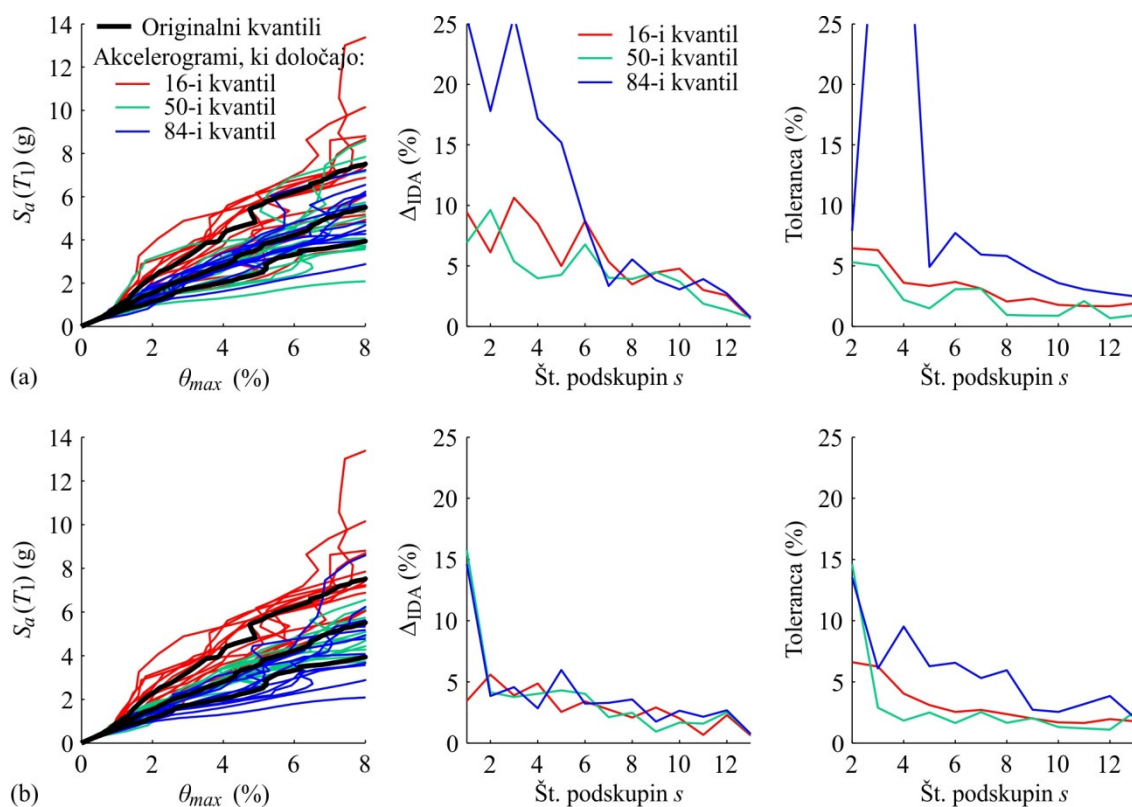 14
12
10
8
6
4
2
0
Originalni kvantili
Akcelerogrami, ki določajo:
16-i kvantil
50-i kvantil
84-i kvantil
Sa (T1) (g)
0 2 4 6 8
θmax (%)
(a)
25
20
15
10
5
0
16-i kvantil
50-i kvantil
84-i kvantil
ΔIDA (%)
2 4 6 8 10 12
Št. podskupin s
25
20
15
10
5
0
Toleranca (%)
2 4 6 8 10 12
Št. podskupin s
14
12
10
8
6
4
2
0
Sa (T1) (g)
0 2 4 6 8
θmax (%)
(b)
25
20
15
10
5
0
ΔIDA (%)
2 4 6 8 10 12
Št. podskupin s
25
20
15
10
5
0
Toleranca (%)
2 4 6 8 10 12
Št. podskupin s